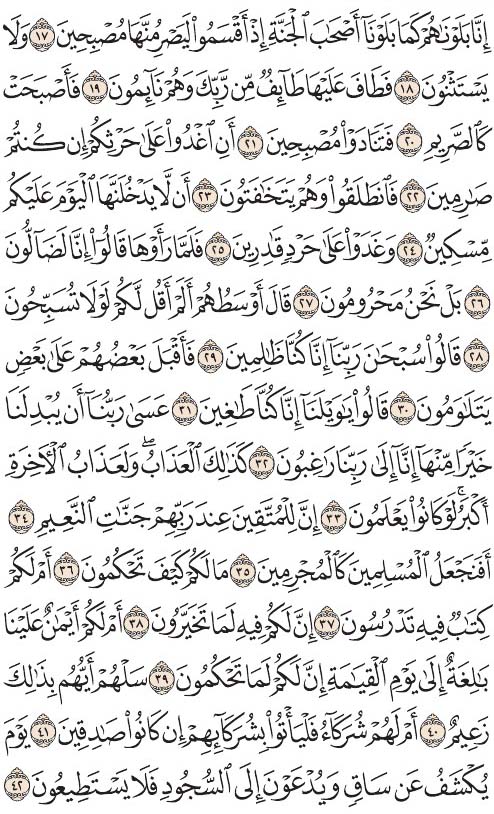 إِنَّا بَلَوْنَٰهُمْ كَمَا بَلَوْنَآ أَصْحَٰبَ ٱلْجَنَّةِ إِذْ أَقْسَمُوا۟ لَيَصْرِمُنَّهَا مُصْبِحِينَ ١٧ وَلَا
يَسْتَثْنُونَ ١٨ فَطَافَ عَلَيْهَا طَآئِفٌ مِّن رَّبِّكَ وَهُمْ نَآئِمُونَ ١٩ فَأَصْبَحَتْ
كَٱلصَّرِيمِ ٢٠ فَتَنَادَوْا۟ مُصْبِحِينَ ٢١ أَنِ ٱغْدُوا۟ عَلَىٰ حَرْثِكُمْ إِن كُنتُمْ
صَٰرِمِينَ ٢٢ فَٱنطَلَقُوا۟ وَهُمْ يَتَخَٰفَتُونَ ٢٣ أَن لَّا يَدْخُلَنَّهَا ٱلْيَوْمَ عَلَيْكُم
مِّسْكِينٌ ٢٤ وَغَدَوْا۟ عَلَىٰ حَرْدٍ قَٰدِرِينَ ٢٥ فَلَمَّا رَأَوْهَا قَالُوٓا۟ إِنَّا لَضَآلُّونَ
٢٦ بَلْ نَحْنُ مَحْرُومُونَ ٢٧ قَالَ أَوْسَطُهُمْ أَلَمْ أَقُل لَّكُمْ لَوْلَا تُسَبِّحُونَ
٢٨ قَالُوا۟ سُبْحَٰنَ رَبِّنَآ إِنَّا كُنَّا ظَٰلِمِينَ ٢٩ فَأَقْبَلَ بَعْضُهُمْ عَلَىٰ بَعْضٍ
يَتَلَٰوَمُونَ ٣٠ قَالُوا۟ يَٰوَيْلَنَآ إِنَّا كُنَّا طَٰغِينَ ٣١ عَسَىٰ رَبُّنَآ أَن يُبْدِلَنَا
خَيْرًا مِّنْهَآ إِنَّآ إِلَىٰ رَبِّنَا رَٰغِبُونَ ٣٢ كَذَٰلِكَ ٱلْعَذَابُ ۖ وَلَعَذَابُ ٱلْءَاخِرَةِ
أَكْبَرُ ۚ لَوْ كَانُوا۟ يَعْلَمُونَ ٣٣ إِنَّ لِلْمُتَّقِينَ عِندَ رَبِّهِمْ جَنَّٰتِ ٱلنَّعِيمِ ٣٤
أَفَنَجْعَلُ ٱلْمُسْلِمِينَ كَٱلْمُجْرِمِينَ ٣٥ مَا لَكُمْ كَيْفَ تَحْكُمُونَ ٣٦ أَمْ لَكُمْ
كِتَٰبٌ فِيهِ تَدْرُسُونَ ٣٧ إِنَّ لَكُمْ فِيهِ لَمَا تَخَيَّرُونَ ٣٨ أَمْ لَكُمْ أَيْمَٰنٌ عَلَيْنَا
بَٰلِغَةٌ إِلَىٰ يَوْمِ ٱلْقِيَٰمَةِ إِنَّ لَكُمْ لَمَا تَحْكُمُونَ ٣٩ سَلْهُمْ أَيُّهُم بِذَٰلِكَ
زَعِيمٌ ٤٠ أَمْ لَهُمْ شُرَكَآءُ فَلْيَأْتُوا۟ بِشُرَكَآئِهِمْ إِن كَانُوا۟ صَٰدِقِينَ ٤١ يَوْمَ
يُكْشَفُ عَن سَاقٍ وَيُدْعَوْنَ إِلَى ٱلسُّجُودِ فَلَا يَسْتَطِيعُونَ ٤٢